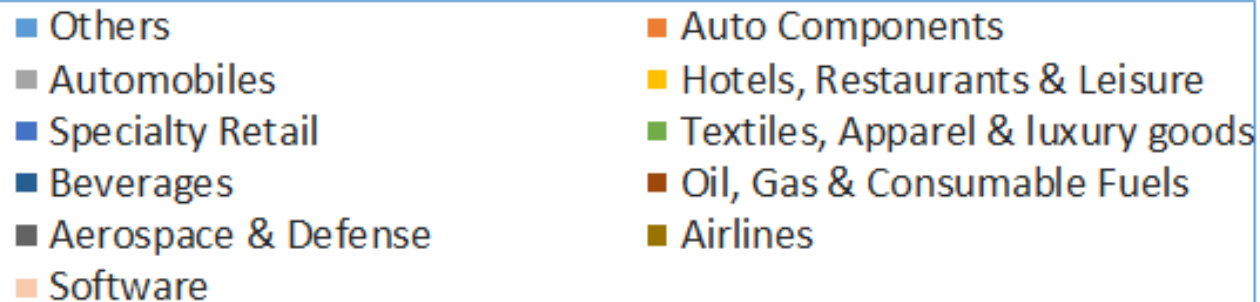 Others
Auto Components
Automobiles
Hotels, Restaurants & Leisure
Specialty Retail
Textiles, Apparel & luxury goods
Beverages
Oil, Gas & Consumable Fuels
Aerospace & Defense
Airlines
Software